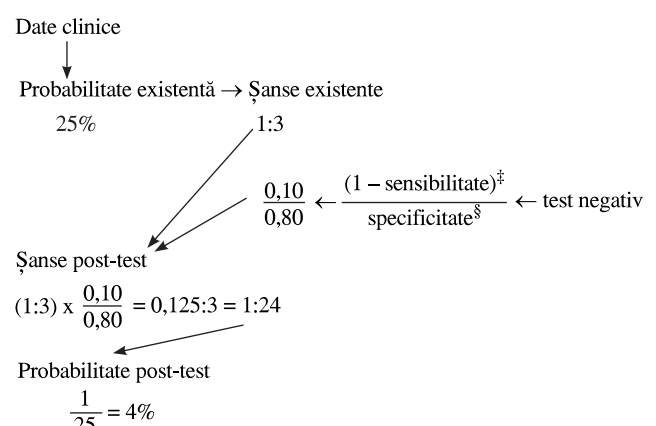 Date clinice
Probabilitate existentă → Șanse existente
25% 1:3
0,10/0,80 ← (1 – sensibilitate)‡/specificitate§ ← test negativ
Șanse post-test
(1:3) x 0,10/0,80 = 0,125:3 = 1:24
Probabilitate post-test
1/25 = 4%